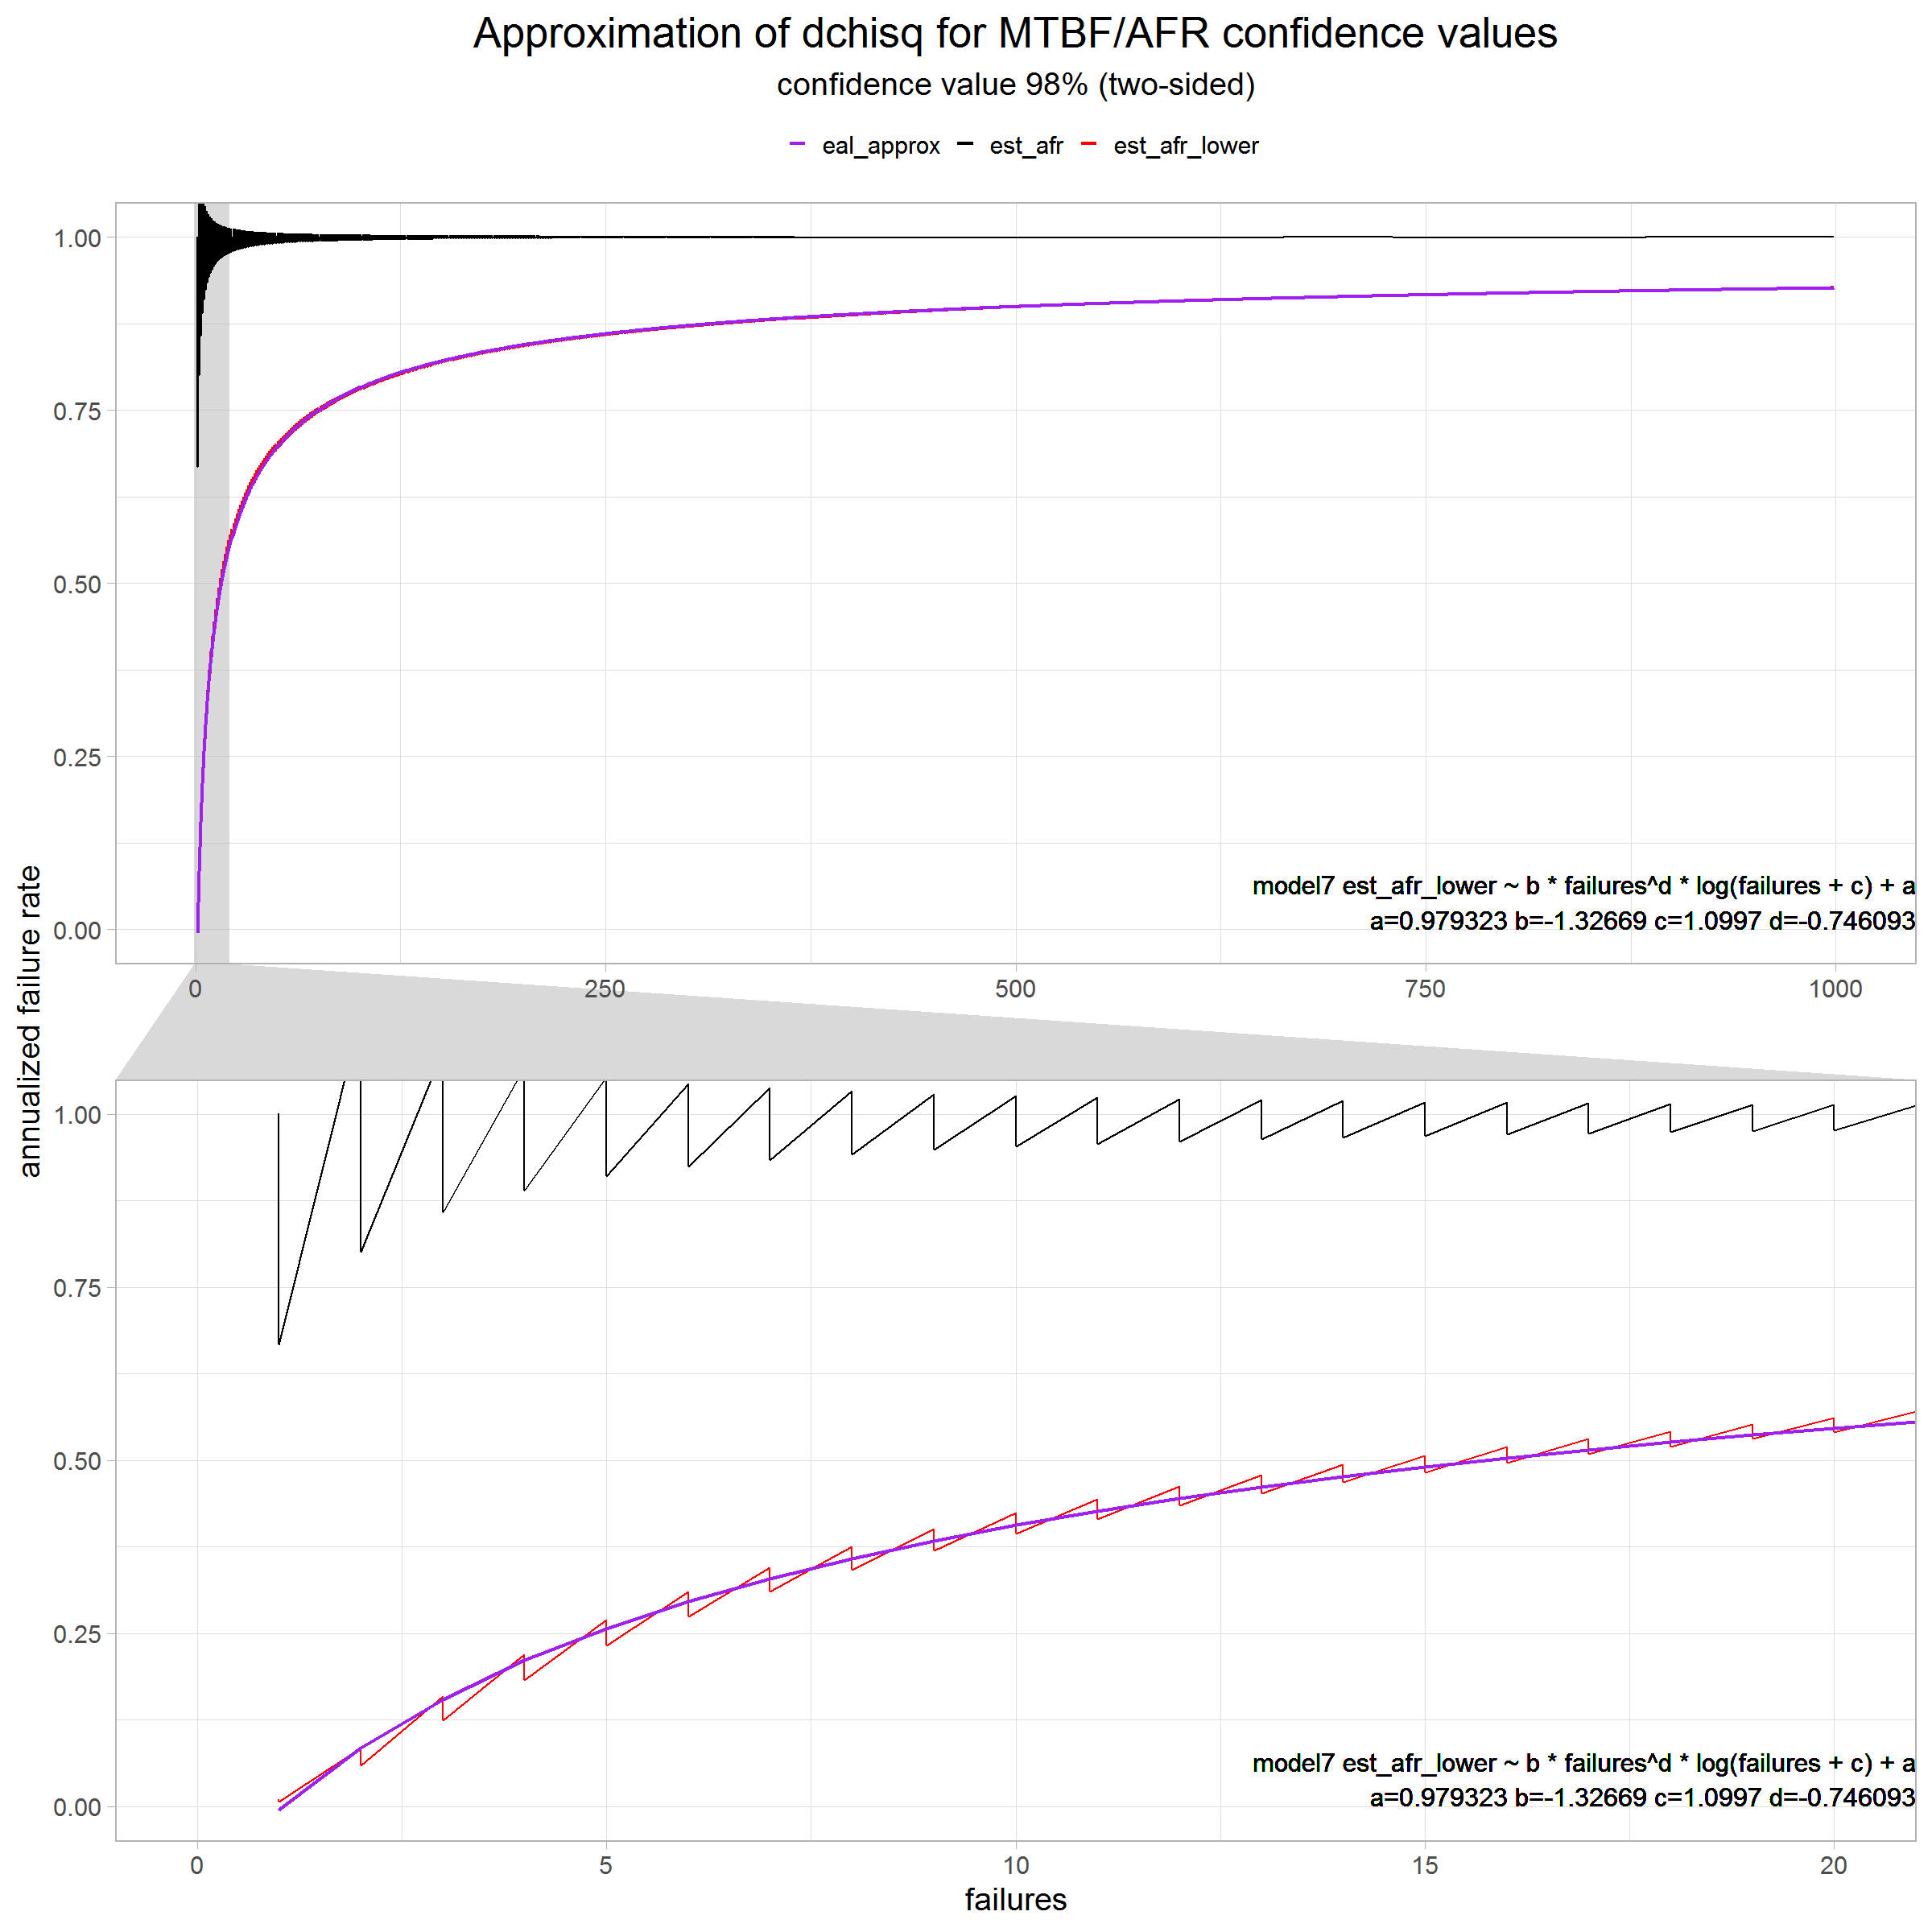 Approximation of dchisq for MTBF/AFR confidence values
confidence value 98% (two-sided)
eal_approx est_afr est_afr_lower
annualized failure rate
1.00
0.75
0.50
0.25
0.00
model7 est_afr_lower ~ b * failures^d * log(failures + c) + a
a=0.979323 b=-1.32669 c=1.0997 d=-0.746093
0 250 500 750 1000
1.00
0.75
0.50
0.25
0.00
model7 est_afr_lower ~ b * failures^d * log(failures + c) + a
a=0.979323 b=-1.32669 c=1.0997 d=-0.746093
0 5 10 15 20
failures